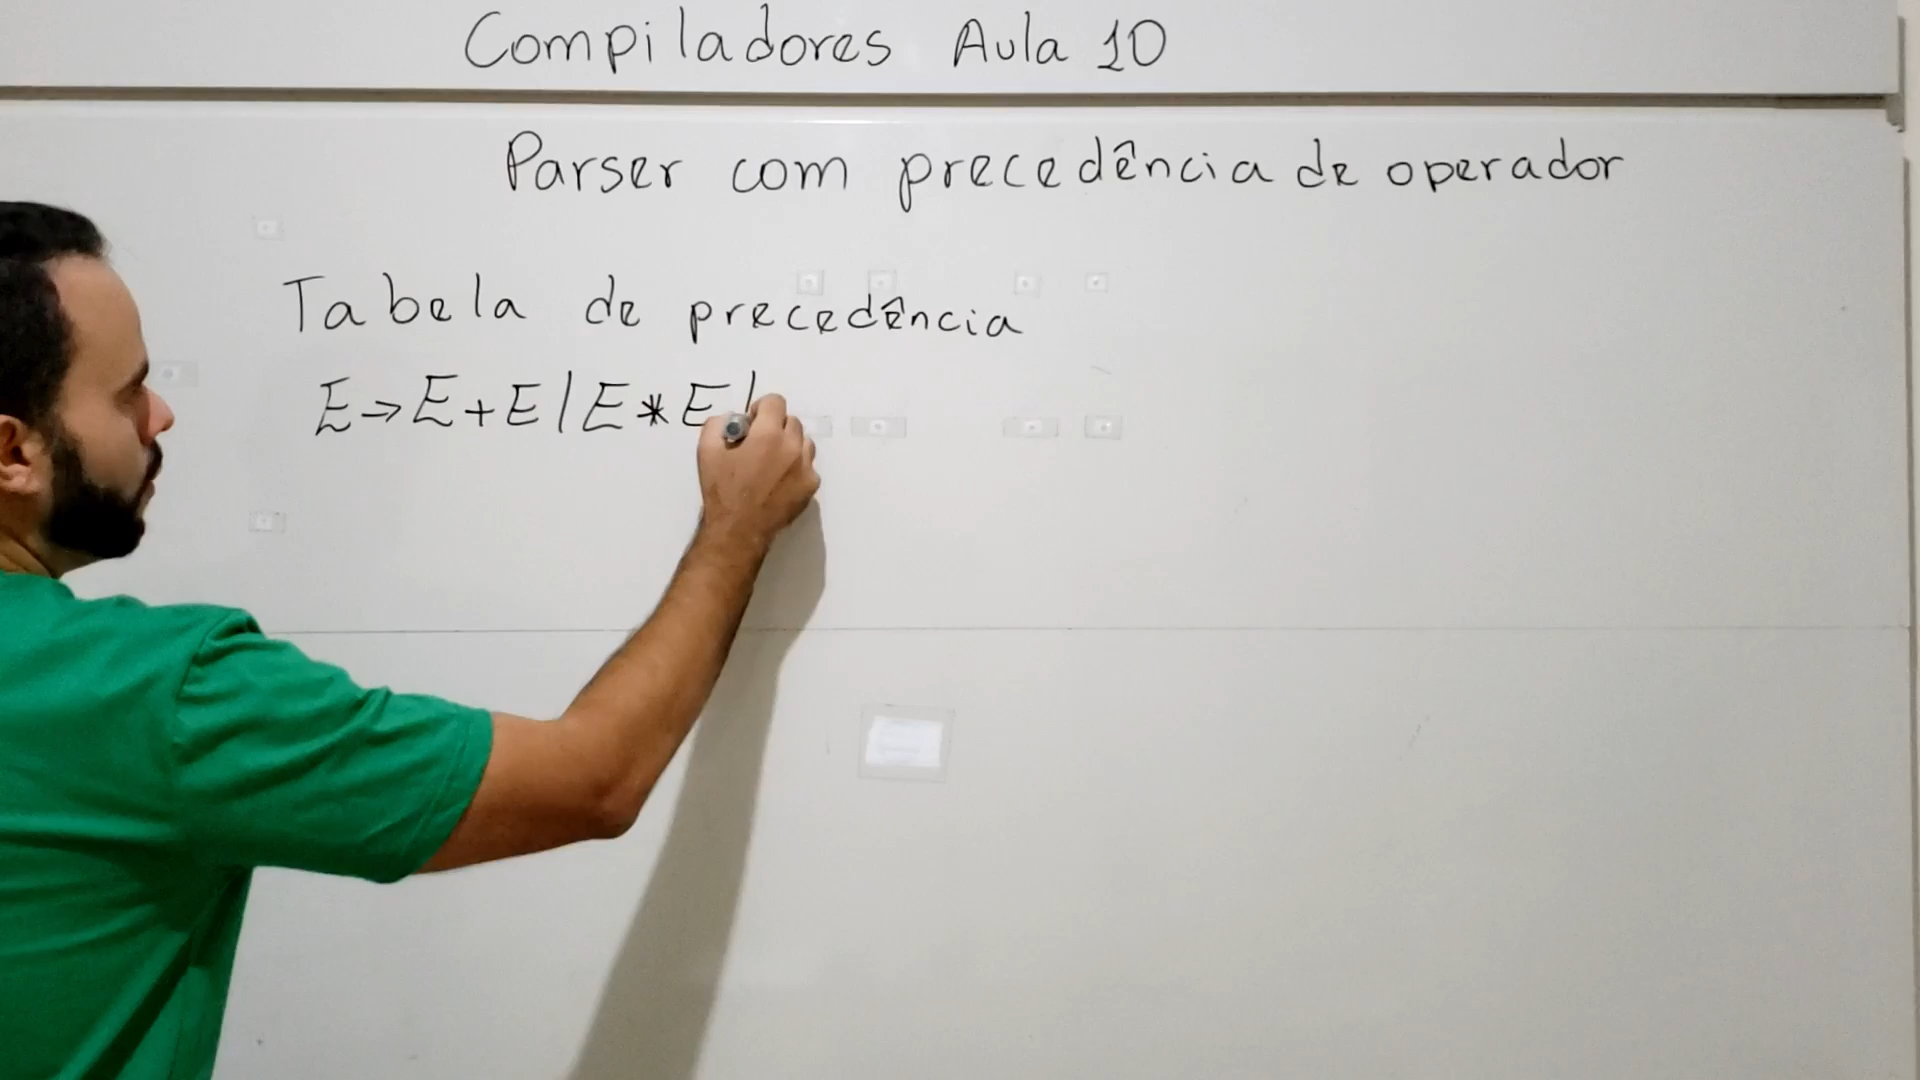 Compiladores Aula 10
Parser com precedência de operador
Tabela de precedência
E→E+E|E*E|